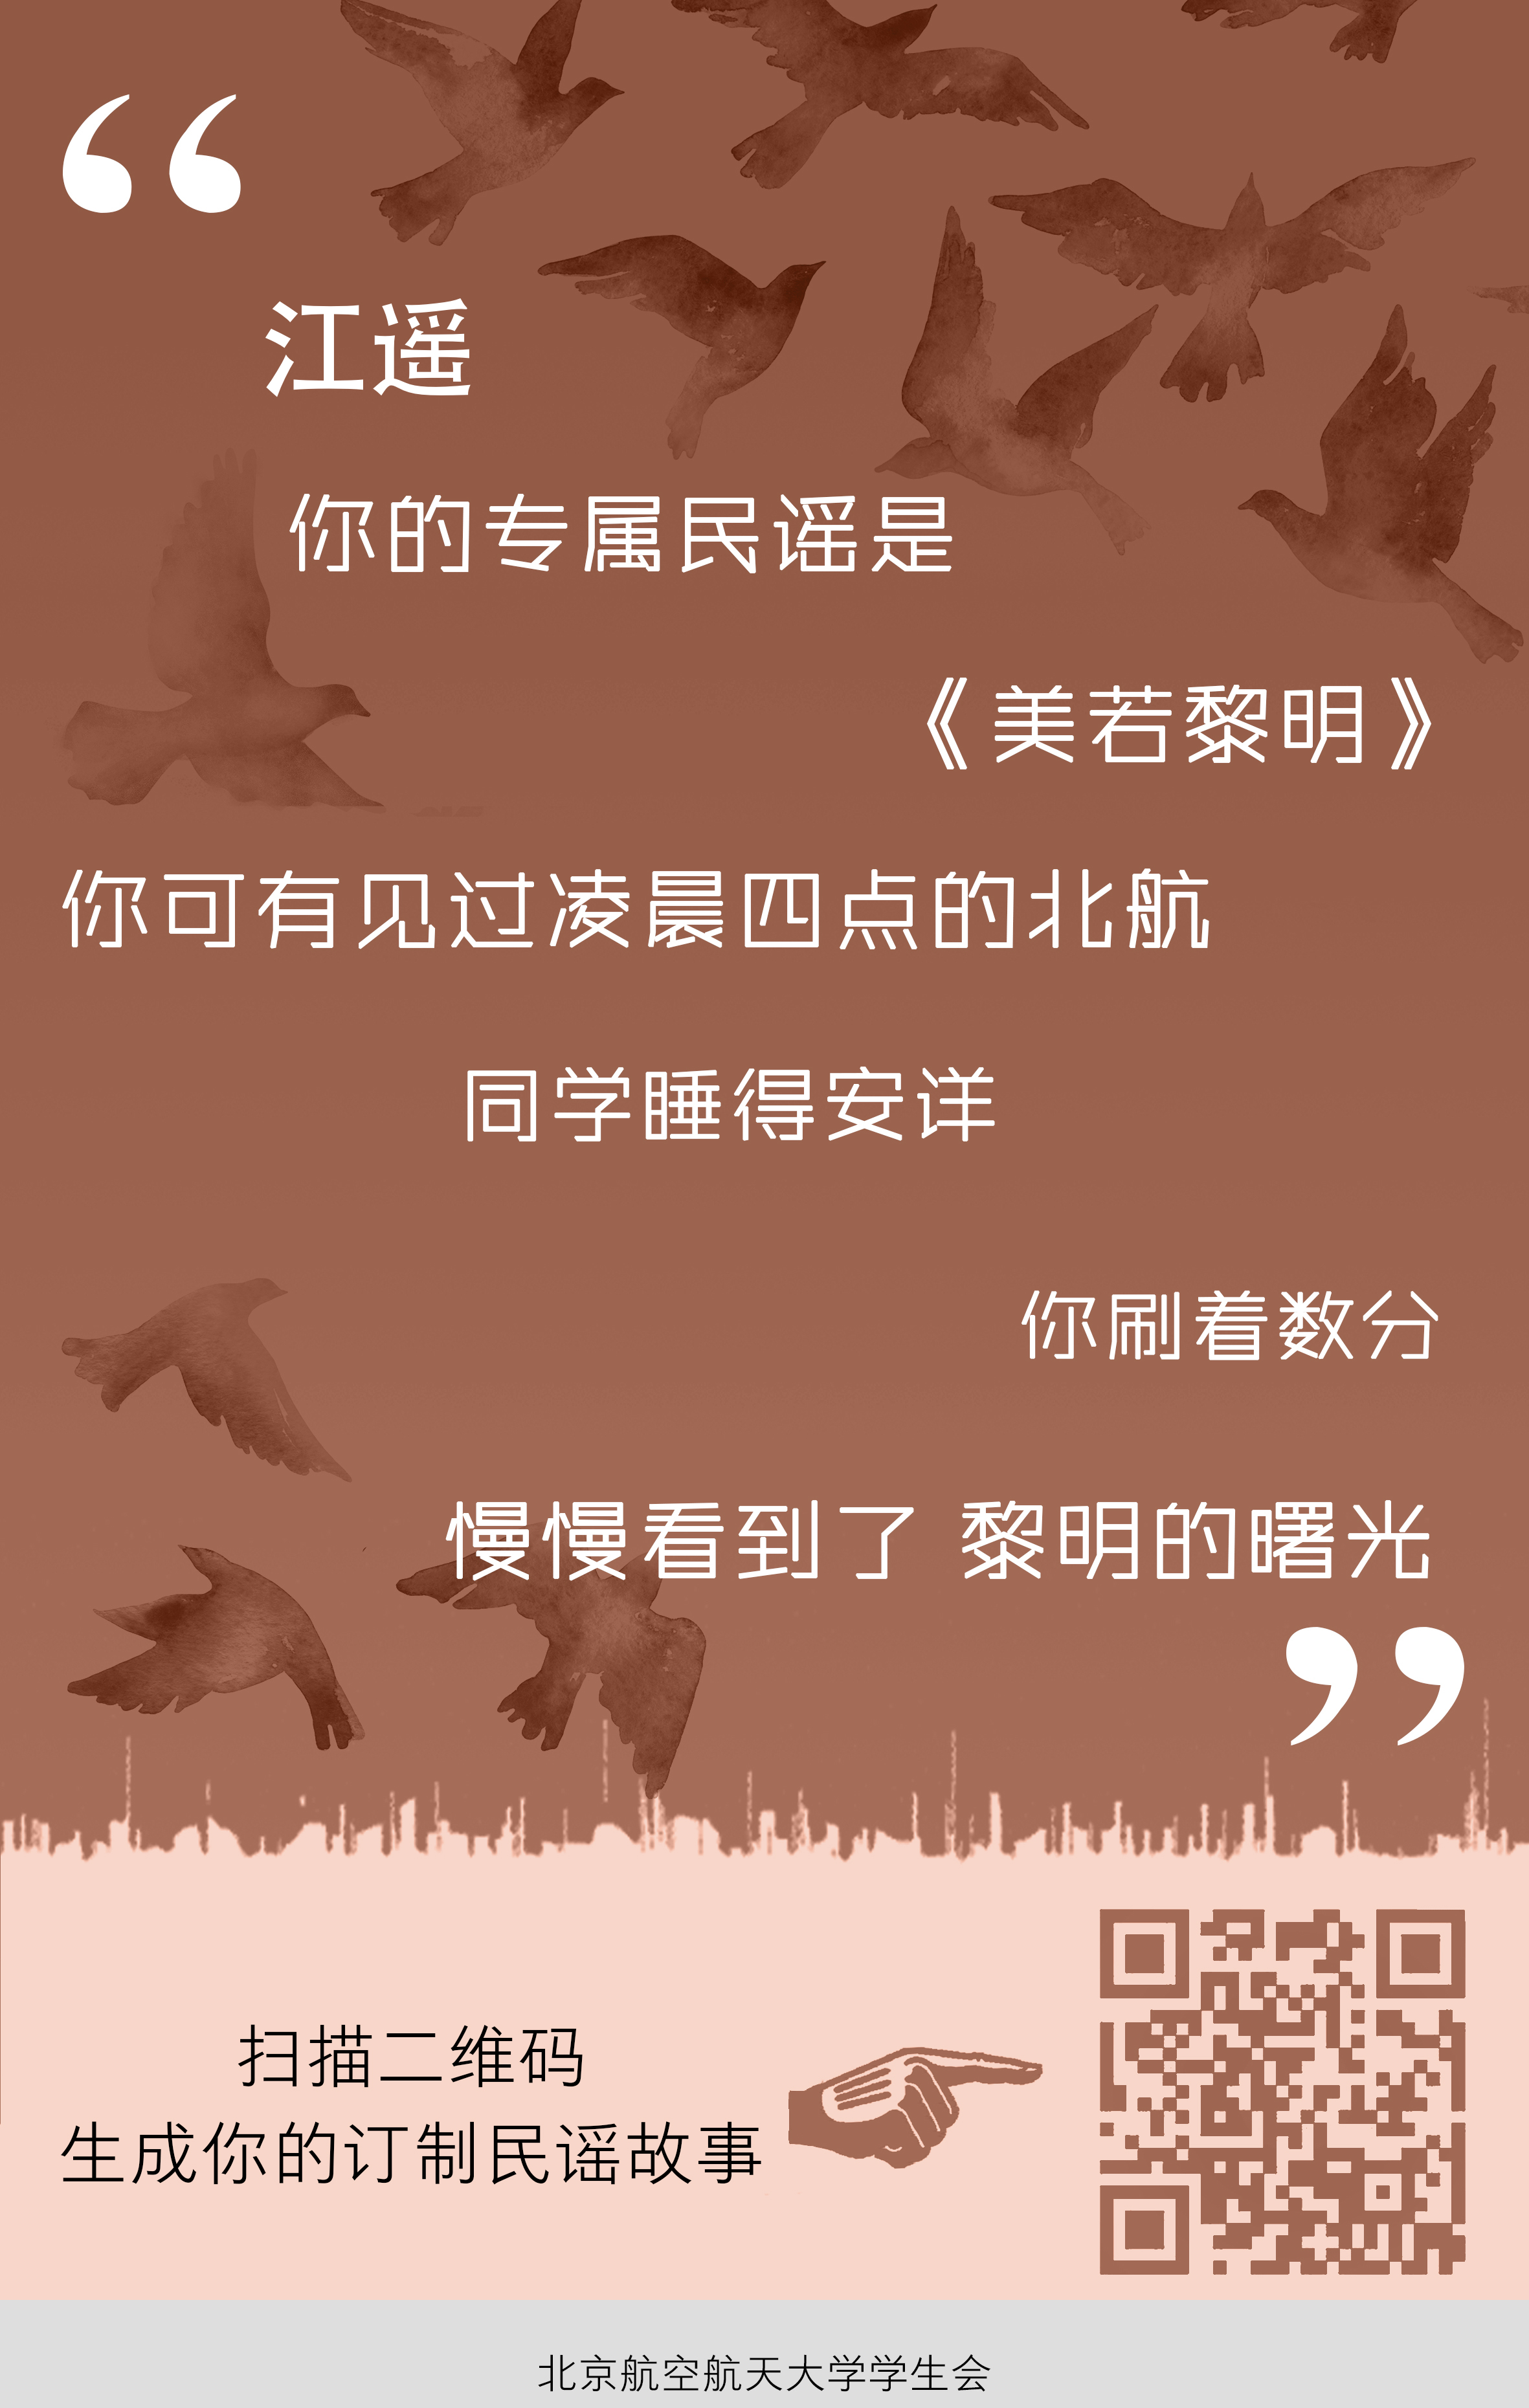 “
江遥
你的专属民谣是
《美若黎明》
你可有见过凌晨四点的北航
同学睡得安详
你刷着数分
慢慢看到了 黎明的曙光
”
扫描二维码
生成你的订制民谣故事
北京航空航天大学学生会